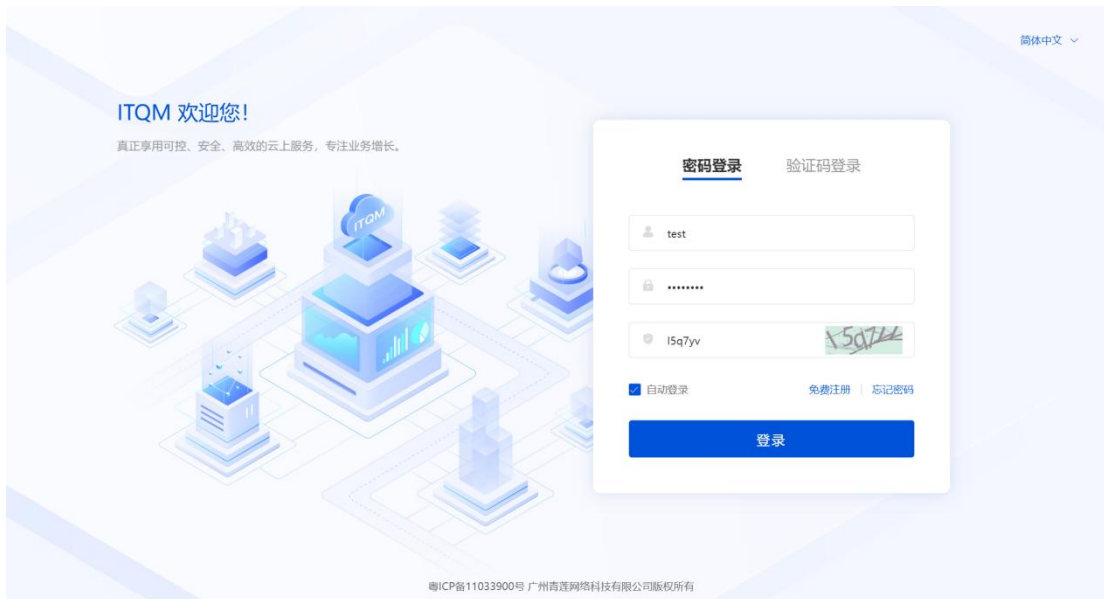 简体中文
ITQM 欢迎您!
真正享用可控、安全、高效的云上服务，专注业务增长。
ITQM
密码登录 验证码登录
test
••••••••
l5q7yv
自动登录 免费注册 忘记密码
登录
粤ICP备11033900号 广州青莲网络科技有限公司版权所有